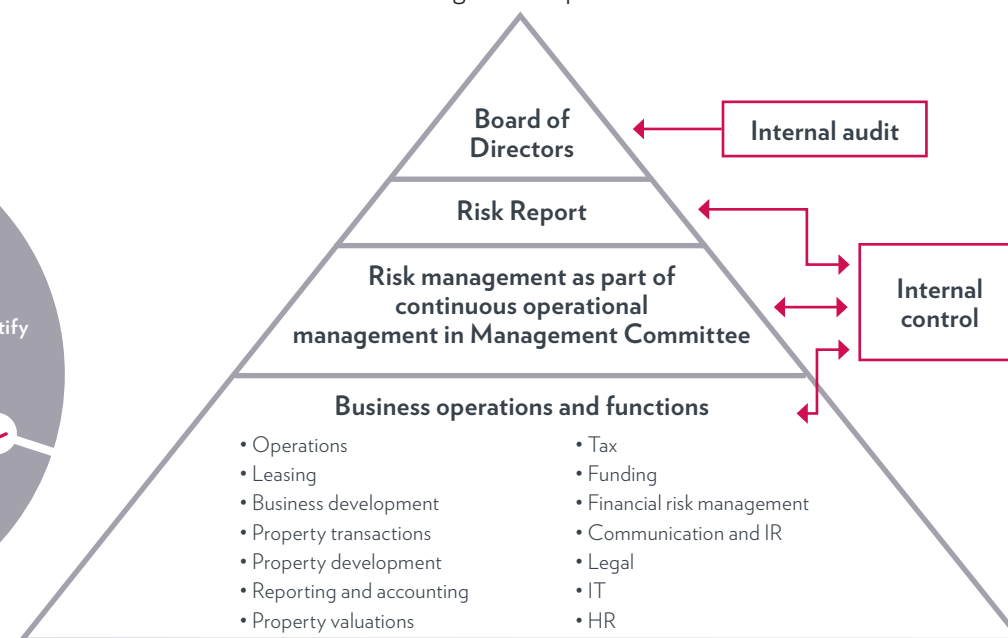 Board of
Directors
Internal audit
Risk Report
Risk management as part of
continuous operational
management in Management Committee
Internal
control
Business operations and functions
• Operations
• Leasing
• Business development
• Property transactions
• Property development
• Reporting and accounting
• Property valuations
• Tax
• Funding
• Financial risk management
• Communication and IR
• Legal
• IT
• HR
tify